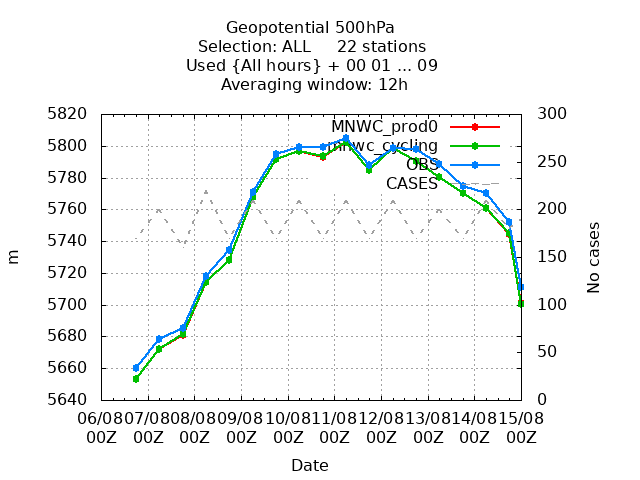 Geopotential 500hPa
Selection: ALL     22 stations
Used {All hours} + 00 01 ... 09
Averaging window: 12h
5820
5800
5780
5760
5740
5720
5700
5680
5660
5640
m
300
250
200
150
100
50
0
No cases
MNWC_prod0
mnwc_cycling
OBS
CASES
06/08 07/08 08/08 09/08 10/08 11/08 12/08 13/08 14/08 15/08
00Z 00Z 00Z 00Z 00Z 00Z 00Z 00Z 00Z 00Z
Date